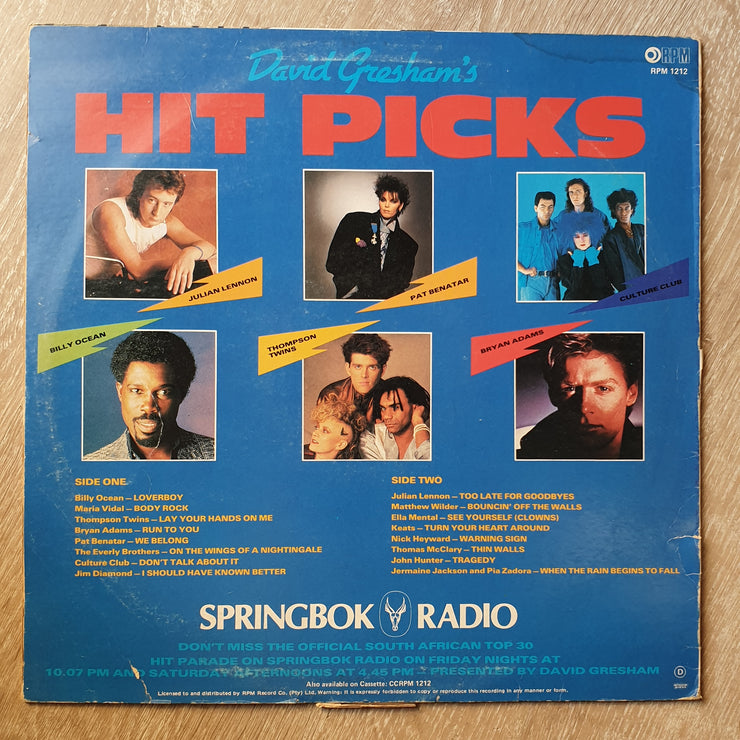 David Gresham's
RPM
RPM 1212
HIT PICKS
JULIAN LENNON
PAT BENATAR
CULTURE CLUB
BILLY OCEAN
THOMPSON
TWINS
BRYAN ADAMS
SIDE ONE
Billy Ocean – LOVERBOY
Maria Vidal – BODY ROCK
Thompson Twins – LAY YOUR HANDS ON ME
Bryan Adams – RUN TO YOU
Pat Benatar – WE BELONG
The Everly Brothers – ON THE WINGS OF A NIGHTINGALE
Culture Club – DON'T TALK ABOUT IT
Jim Diamond – I SHOULD HAVE KNOWN BETTER
SIDE TWO
Julian Lennon – TOO LATE FOR GOODBYES
Matthew Wilder – BOUNCIN' OFF THE WALLS
Ella Mental – SEE YOURSELF (CLOWNS)
Keats – TURN YOUR HEART AROUND
Nick Heyward – WARNING SIGN
Thomas McClary – THIN WALLS
John Hunter – TRAGEDY
Jermaine Jackson and Pia Zadora – WHEN THE RAIN BEGINS TO FALL
SPRINGBOK RADIO
DON'T MISS THE OFFICIAL SOUTH AFRICAN TOP 30
HIT PARADE ON SPRINGBOK RADIO ON FRIDAY NIGHTS AT
10.07 PM AND SATURDAY AFTERNOONS AT 4.45 PM – PRESENTED BY DAVID GRESHAM
D
Also available on Cassette: CCRPM 1212
Licensed to and distributed by RPM Record Co. (Pty) Ltd. Warning: It is expressly forbidden to copy or reproduce this recording in any manner or form.